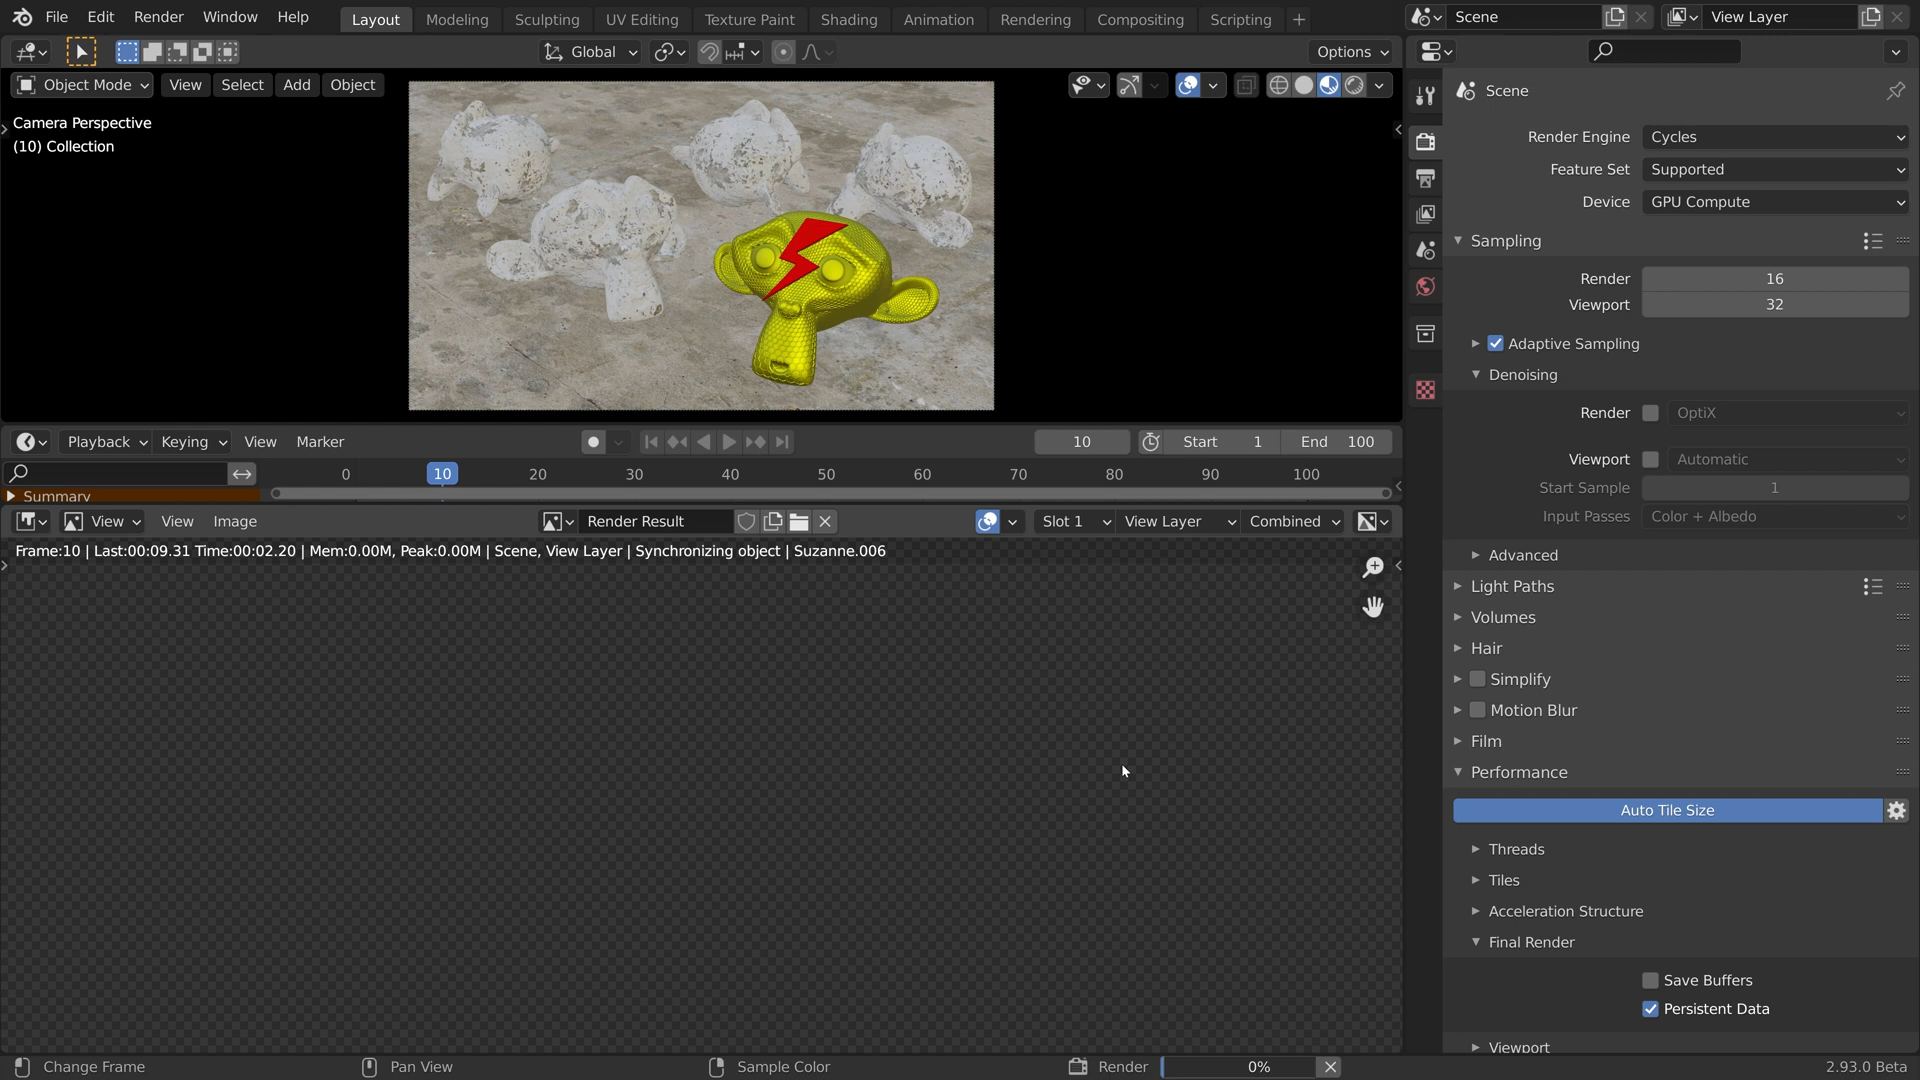 File Edit Render Window Help Layout Modeling Sculpting UV Editing Texture Paint Shading Animation Rendering Compositing Scripting + Scene View Layer
Global Options
Object Mode View Select Add Object
Camera Perspective
(10) Collection
Playback Keying View Marker 10 Start 1 End 100
0 10 20 30 40 50 60 70 80 90 100
Summary
View View Image Render Result Slot 1 View Layer Combined
Frame:10 | Last:00:09.31 Time:00:02.20 | Mem:0.00M, Peak:0.00M | Scene, View Layer | Synchronizing object | Suzanne.006
Scene
Render Engine Cycles
Feature Set Supported
Device GPU Compute
Sampling
Render 16
Viewport 32
Adaptive Sampling
Denoising
Render OptiX
Viewport Automatic
Start Sample 1
Input Passes Color + Albedo
Advanced
Light Paths
Volumes
Hair
Simplify
Motion Blur
Film
Performance
Auto Tile Size
Threads
Tiles
Acceleration Structure
Final Render
Save Buffers
Persistent Data
Viewport
Change Frame Pan View Sample Color Render 0% 2.93.0 Beta